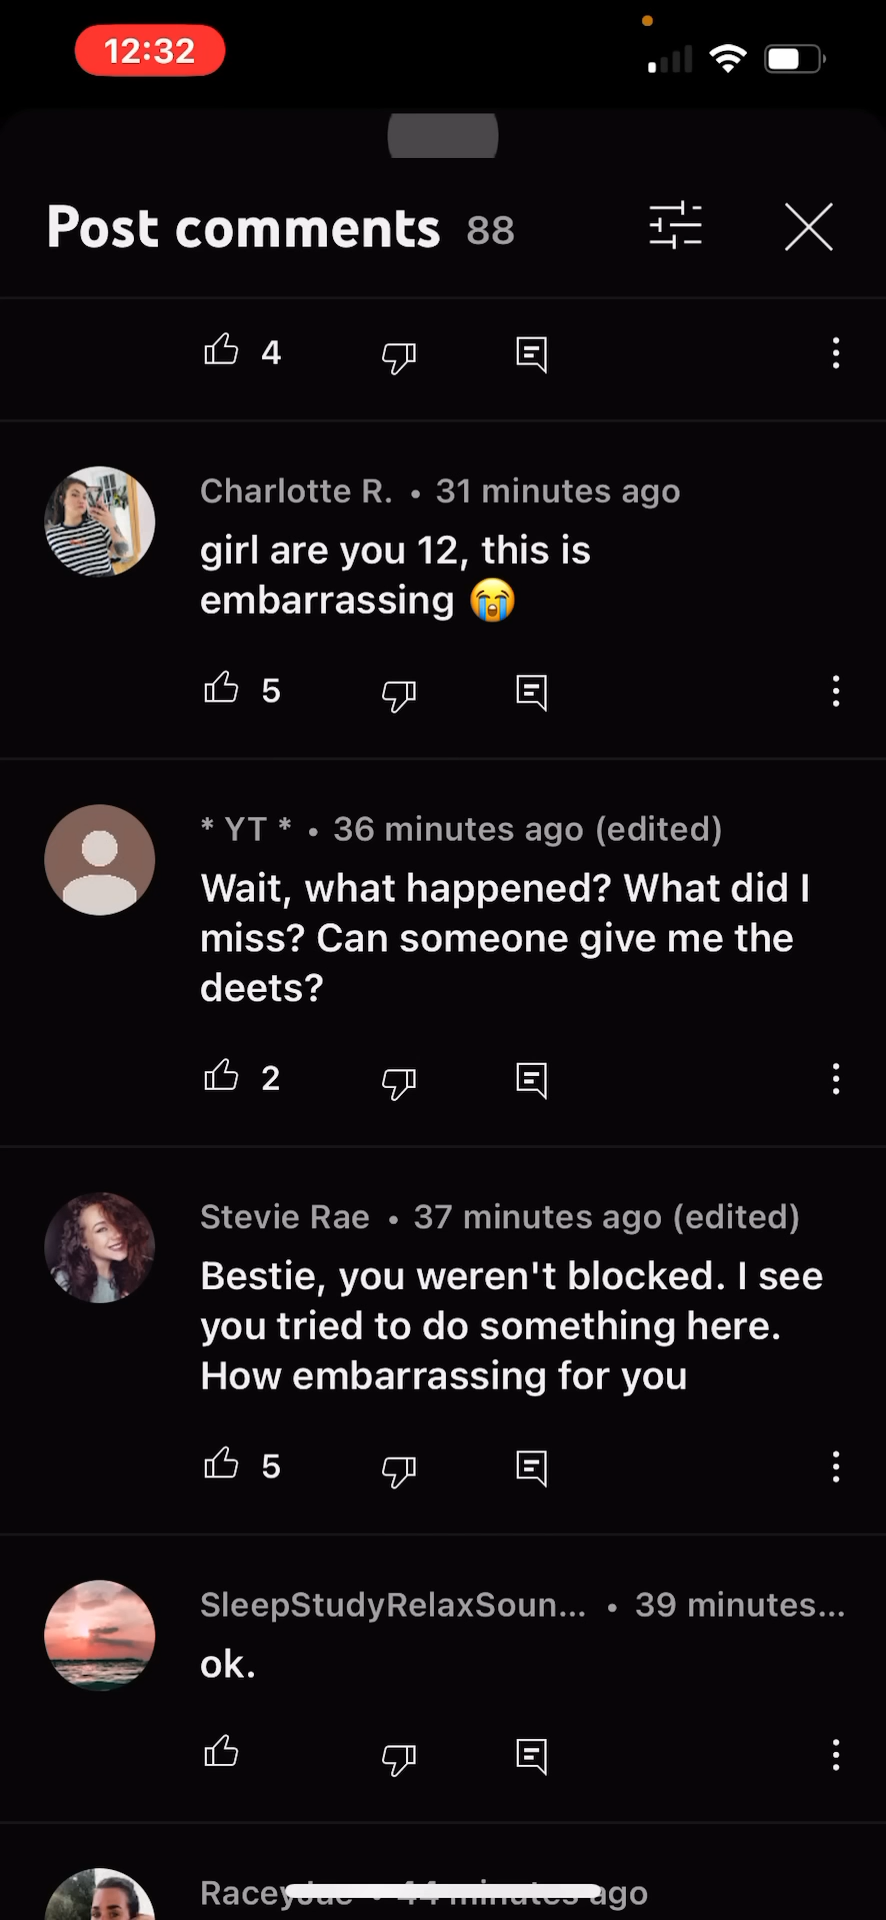 12:32
Post comments 88
4
Charlotte R. • 31 minutes ago
girl are you 12, this is
embarrassing 😭
5
* YT * • 36 minutes ago (edited)
Wait, what happened? What did I
miss? Can someone give me the
deets?
2
Stevie Rae • 37 minutes ago (edited)
Bestie, you weren't blocked. I see
you tried to do something here.
How embarrassing for you
5
SleepStudyRelaxSoun... • 39 minutes...
ok.
44 minutes ago